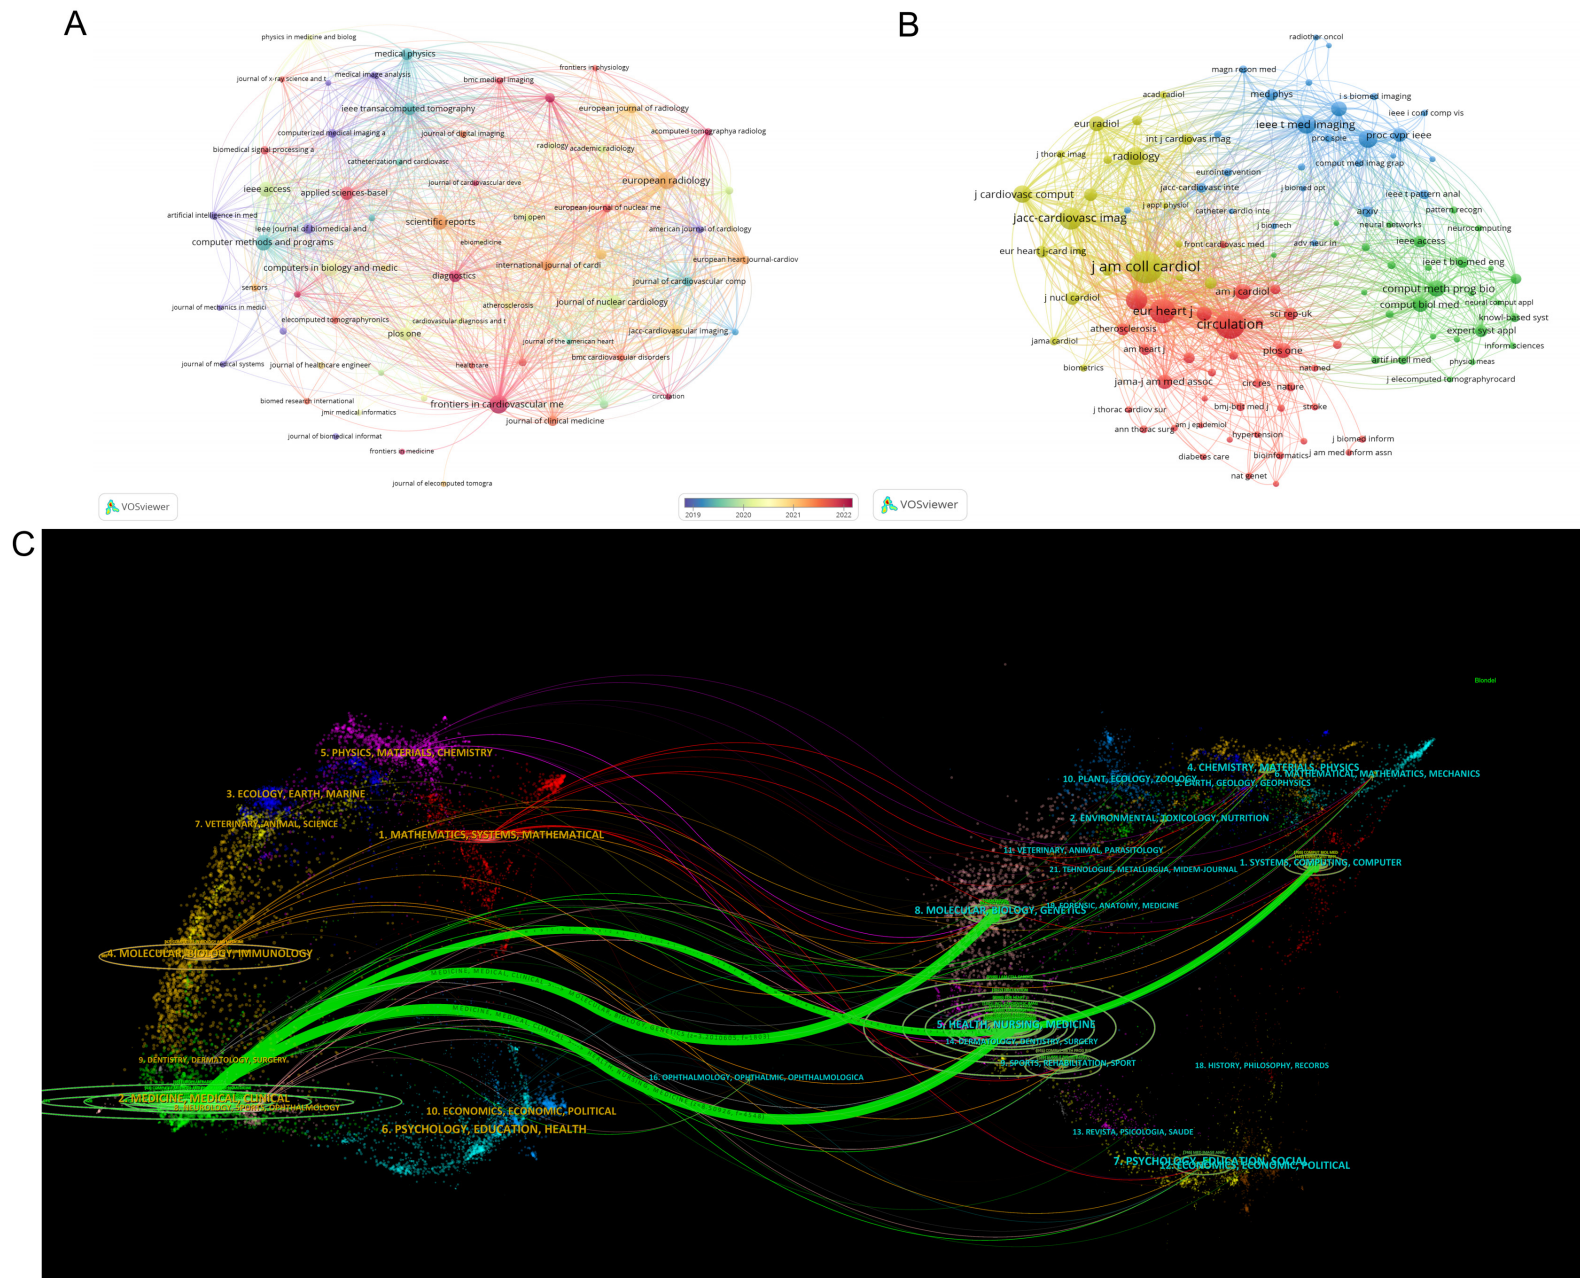 A
physics in medicine and biolog
medical physics
journal of x-ray science and t
medical image analysis
bmc medical imaging
frontiers in physiology
ieee transacomputed tomography
european journal of radiology
computerized medical imaging a
journal of digital imaging
acomputed tomographya radiolog
biomedical signal processing a
radiology
academic radiology
catheterization and cardiovasc
ieee access
applied sciences-basel
journal of cardiovascular deve
european radiology
artificial intelligence in med
ieee journal of biomedical and
scientific reports
bmj open
european journal of nuclear me
american journal of cardiology
computer methods and programs
ebiomedicine
computers in biology and medic
diagnostics
international journal of cardi
european heart journal-cardiov
journal of cardiovascular comp
sensors
journal of mechanics in medici
atherosclerosis
journal of nuclear cardiology
elecomputed tomographyronics
cardiovascular diagnosis and t
plos one
jacc-cardiovascular imaging
journal of the american heart
journal of medical systems
journal of healthcare engineer
healthcare
bmc cardiovascular disorders
biomed research international
jmir medical informatics
frontiers in cardiovascular me
circulation
journal of clinical medicine
journal of biomedical informat
frontiers in medicine
journal of elecomputed tomogra
VOSviewer
2019
2020
2021
2022
B
radiother oncol
magn reson med
acad radiol
med phys
i s biomed imaging
ieee i conf comp vis
eur radiol
int j cardiovas imag
ieee t med imaging
proc spie
proc cvpr ieee
j thorac imag
radiology
comput med imag grap
eurointervention
j cardiovasc comput
jacc-cardiovasc inte
j biomed opt
ieee t pattern anal
j appl physiol
catheter cardio inte
arxiv
pattern recogn
jacc-cardiovasc imag
j biomech
neural networks
neurocomputing
eur heart j-card img
front cardiovasc med
adv neur in
ieee access
j am coll cardiol
ieee t bio-med eng
j nucl cardiol
am j cardiol
comput meth prog bio
comput biol med
neural comput appl
eur heart j
sci rep-uk
knowl-based syst
atherosclerosis
circulation
expert syst appl
jama cardiol
am heart j
plos one
inform sciences
biometrics
artif intell med
physiol meas
nat med
jama-j am med assoc
circ res
nature
j elecomputed tomographyrocard
j thorac cardiov sur
bmj-brit med j
stroke
ann thorac surg
am j epidemiol
hypertension
j biomed inform
diabetes care
bioinformatics
j am med inform assn
nat genet
VOSviewer
C
Blondel
5. PHYSICS, MATERIALS, CHEMISTRY
3. ECOLOGY, EARTH, MARINE
7. VETERINARY, ANIMAL, SCIENCE
1. MATHEMATICS, SYSTEMS, MATHEMATICAL
4. MOLECULAR, BIOLOGY, IMMUNOLOGY
9. DENTISTRY, DERMATOLOGY, SURGERY
2. MEDICINE, MEDICAL, CLINICAL
8. NEUROLOGY, SPORTS, OPHTHALMOLOGY
10. ECONOMICS, ECONOMIC, POLITICAL
6. PSYCHOLOGY, EDUCATION, HEALTH
4. CHEMISTRY, MATERIALS, PHYSICS
6. MATHEMATICAL, MATHEMATICS, MECHANICS
10. PLANT, ECOLOGY, ZOOLOGY
3. EARTH, GEOLOGY, GEOPHYSICS
2. ENVIRONMENTAL, TOXICOLOGY, NUTRITION
11. VETERINARY, ANIMAL, PARASITOLOGY
1. SYSTEMS, COMPUTING, COMPUTER
21. TEHNOLOGIJE, METALURGIJA, MIDEM-JOURNAL
19. FORENSIC, ANATOMY, MEDICINE
8. MOLECULAR, BIOLOGY, GENETICS
5. HEALTH, NURSING, MEDICINE
14. DERMATOLOGY, DENTISTRY, SURGERY
9. SPORTS, REHABILITATION, SPORT
16. OPHTHALMOLOGY, OPHTHALMIC, OPHTHALMOLOGICA
18. HISTORY, PHILOSOPHY, RECORDS
13. REVISTA, PSICOLOGIA, SAUDE
7. PSYCHOLOGY, EDUCATION, SOCIAL
12. ECONOMICS, ECONOMIC, POLITICAL